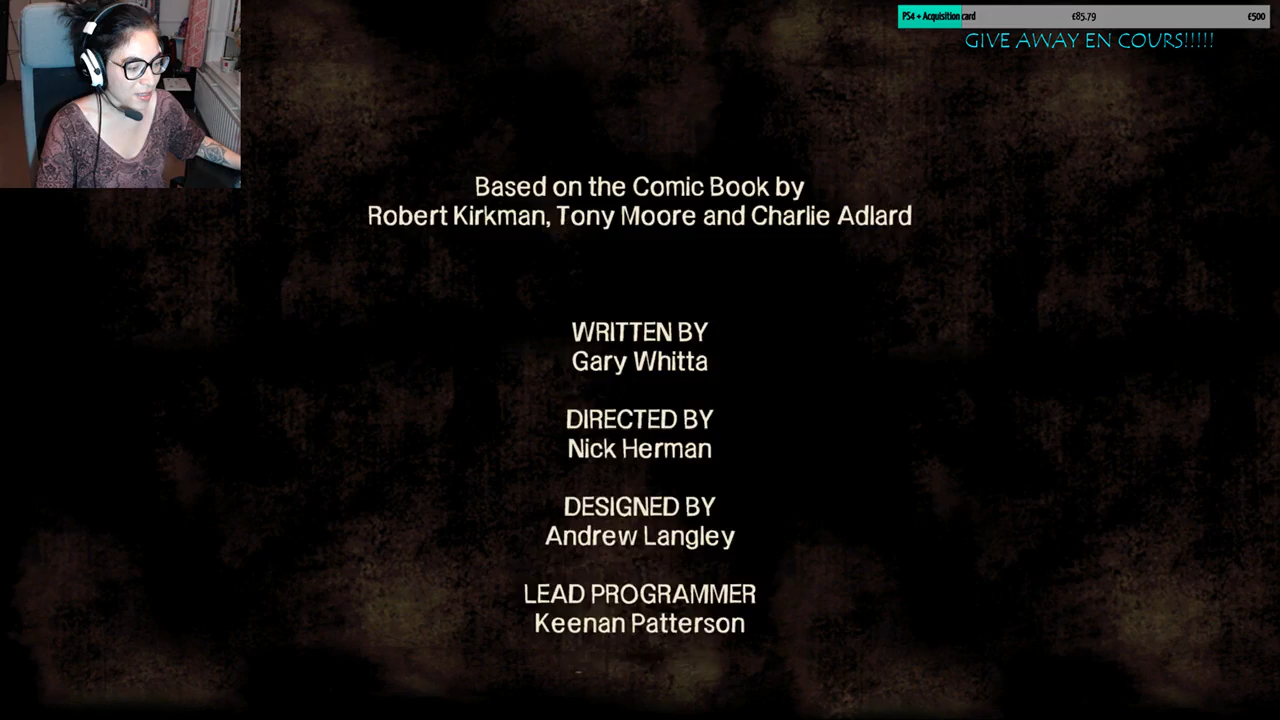 PS4 + Acquisition card €85.79 €500
GIVE AWAY EN COURS!!!!!
Based on the Comic Book by
Robert Kirkman, Tony Moore and Charlie Adlard
WRITTEN BY
Gary Whitta
DIRECTED BY
Nick Herman
DESIGNED BY
Andrew Langley
LEAD PROGRAMMER
Keenan Patterson